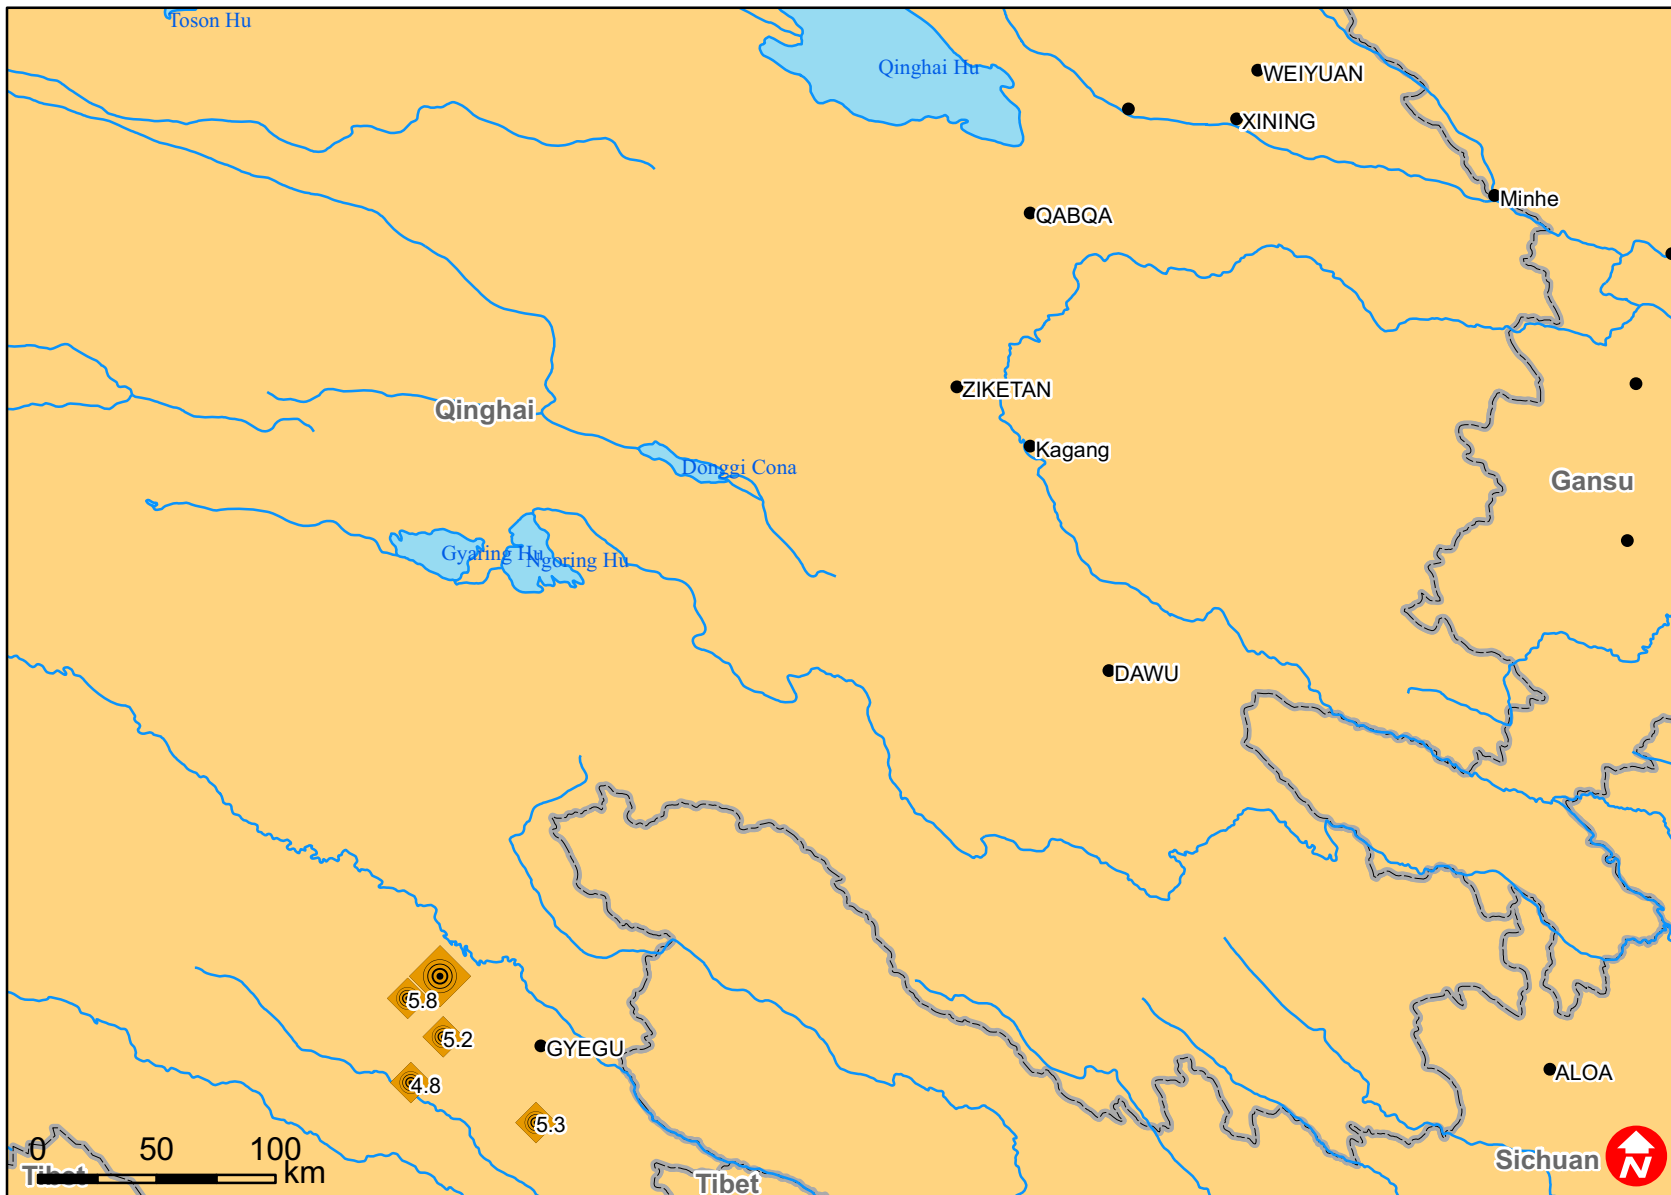 Toson Hu
Qinghai Hu
WEIYUAN
XINING
Minhe
QABQA
ZIKETAN
Qinghai
Kagang
Donggi Cona
Gansu
Gyaring Hu
Ngoring Hu
DAWU
5.8
5.2
GYEGU
4.8
ALOA
5.3
0 50 100
km
Tibet
Tibet
Sichuan
N